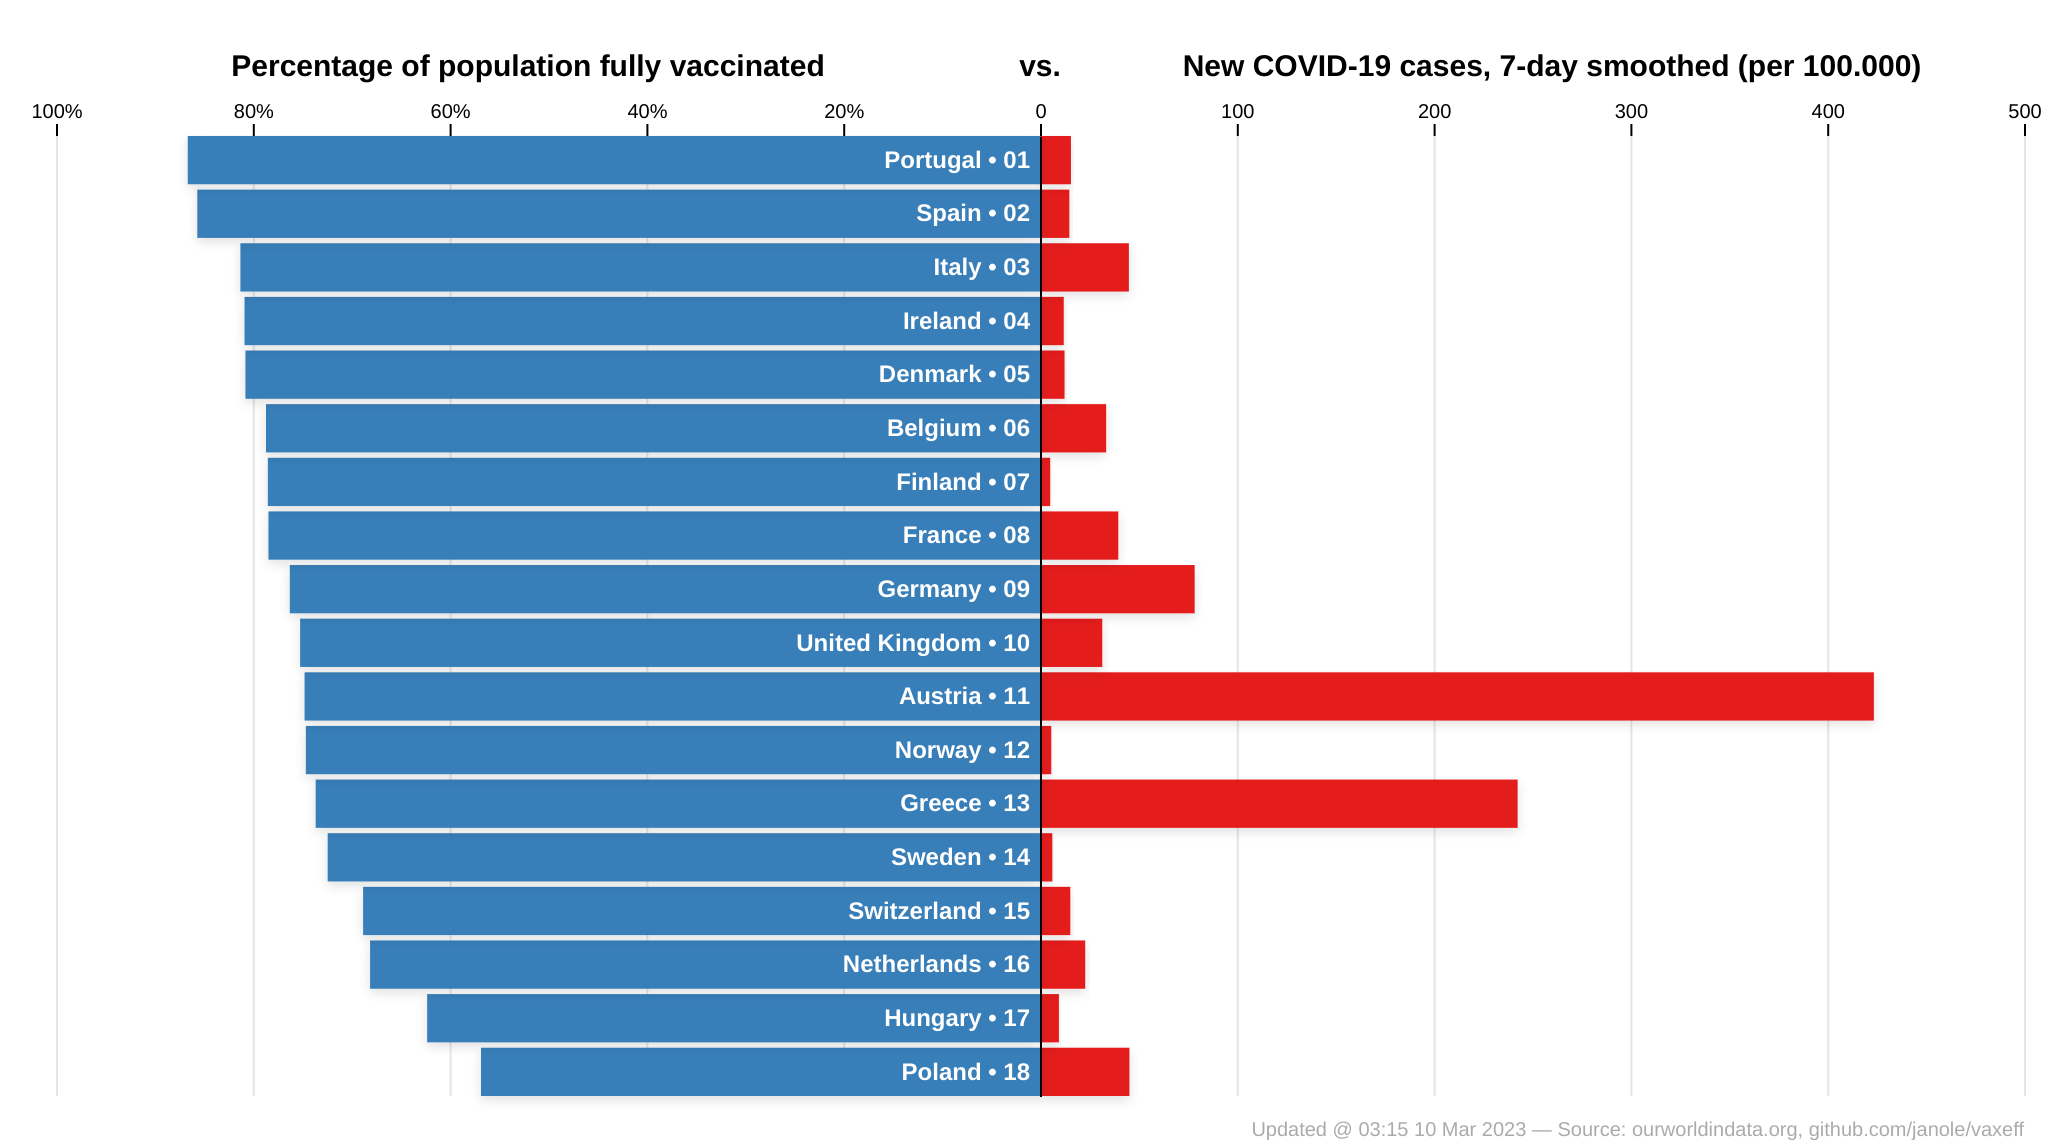 Percentage of population fully vaccinated vs. New COVID-19 cases, 7-day smoothed (per 100.000)
100% 80% 60% 40% 20% 0 100 200 300 400 500
Portugal • 01
Spain • 02
Italy • 03
Ireland • 04
Denmark • 05
Belgium • 06
Finland • 07
France • 08
Germany • 09
United Kingdom • 10
Austria • 11
Norway • 12
Greece • 13
Sweden • 14
Switzerland • 15
Netherlands • 16
Hungary • 17
Poland • 18
Updated @ 03:15 10 Mar 2023 — Source: ourworldindata.org, github.com/janole/vaxeff